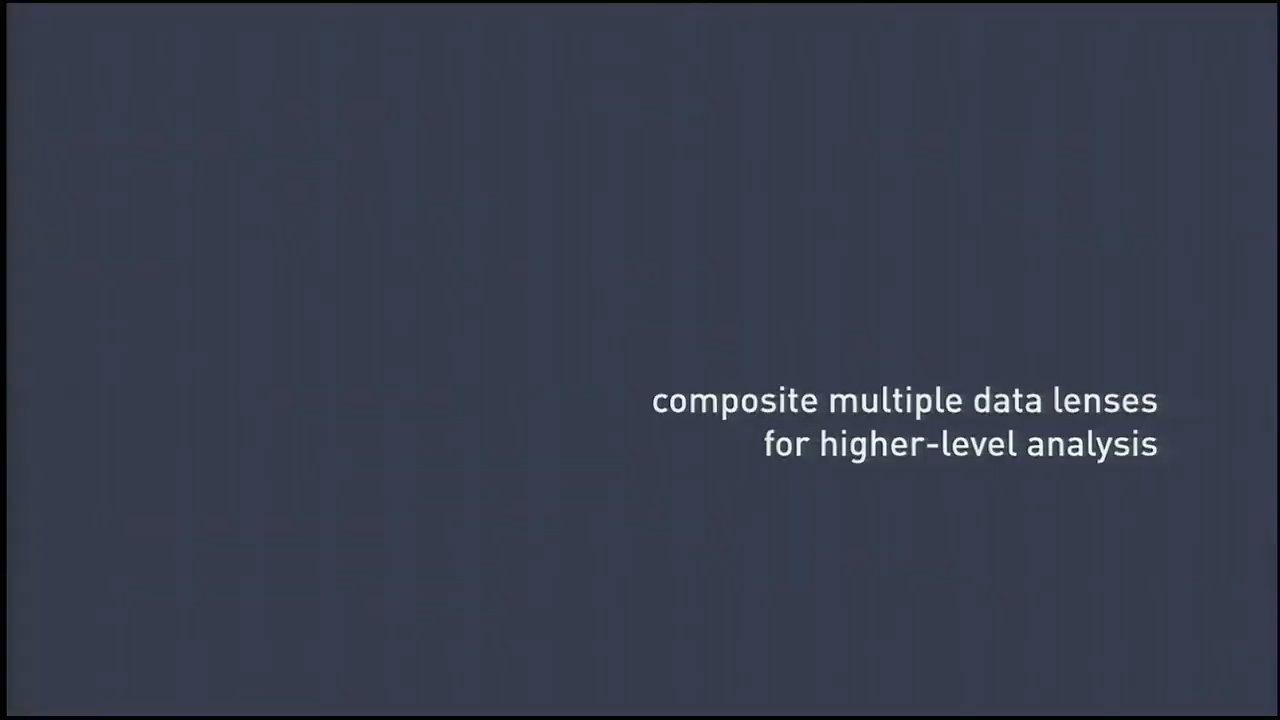 composite multiple data lenses
for higher-level analysis